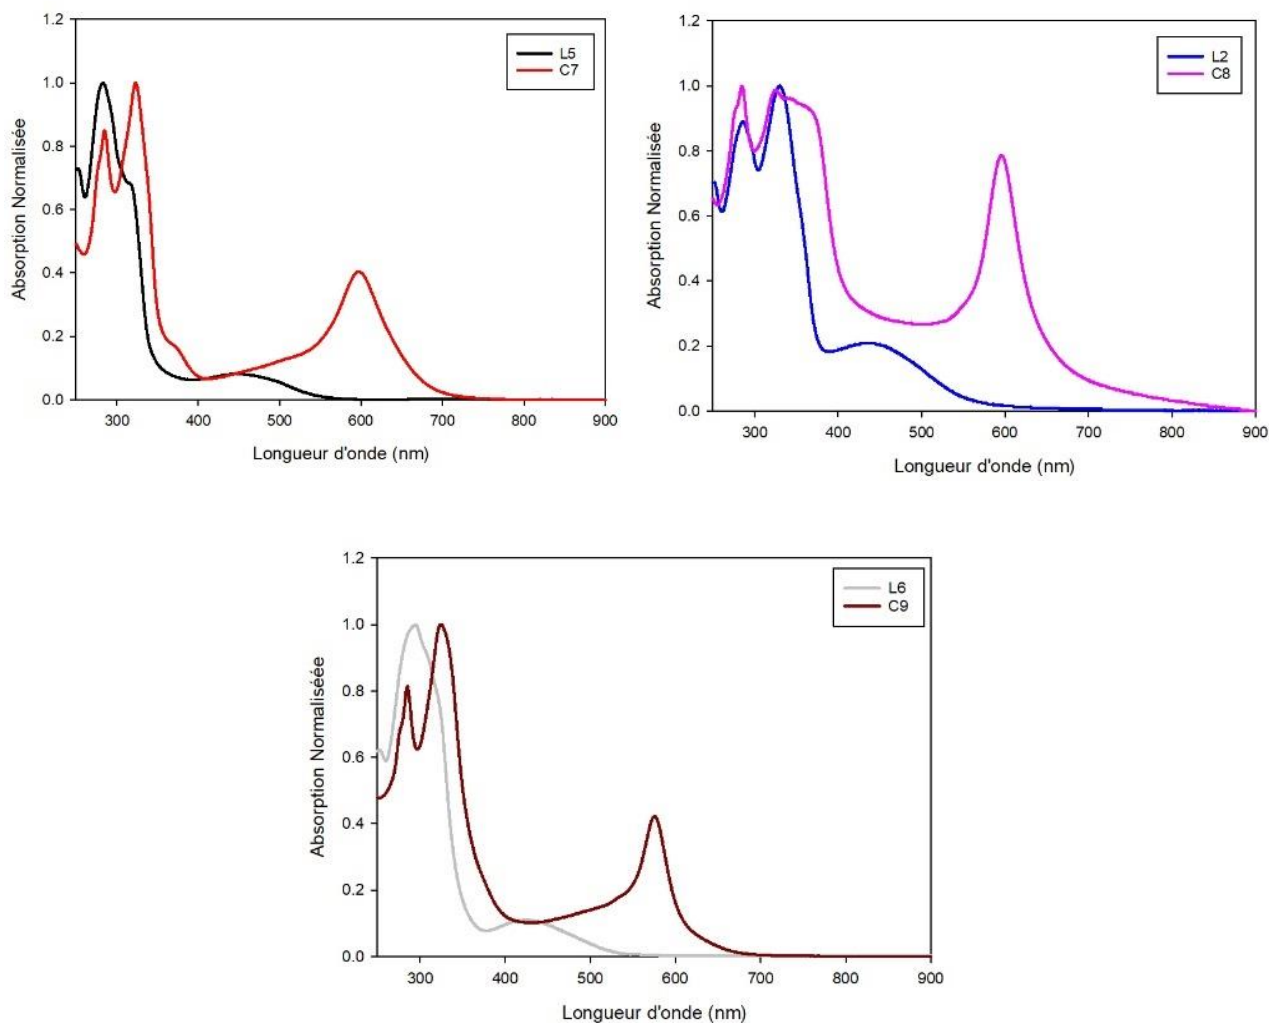 1.2
1.0
0.8
0.6
0.4
0.2
0.0
Absorption Normalisée
L5
C7
300 400 500 600 700 800 900
Longueur d'onde (nm)
1.2
1.0
0.8
0.6
0.4
0.2
0.0
Absorption Normalisée
L2
C8
300 400 500 600 700 800 900
Longueur d'onde (nm)
1.2
1.0
0.8
0.6
0.4
0.2
0.0
Absorption Normaliséée
L6
C9
300 400 500 600 700 800 900
Longueur d'onde (nm)